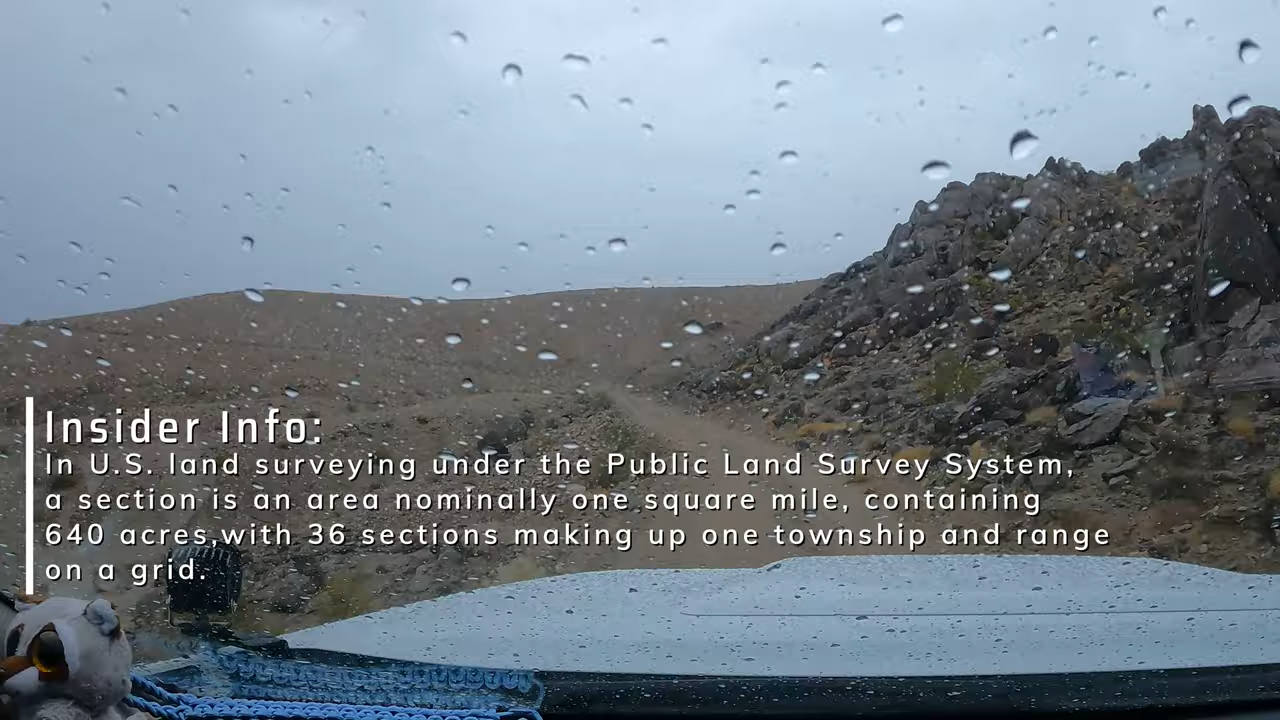 Insider Info:
In U.S. land surveying under the Public Land Survey System,
a section is an area nominally one square mile, containing
640 acres,with 36 sections making up one township and range
on a grid.